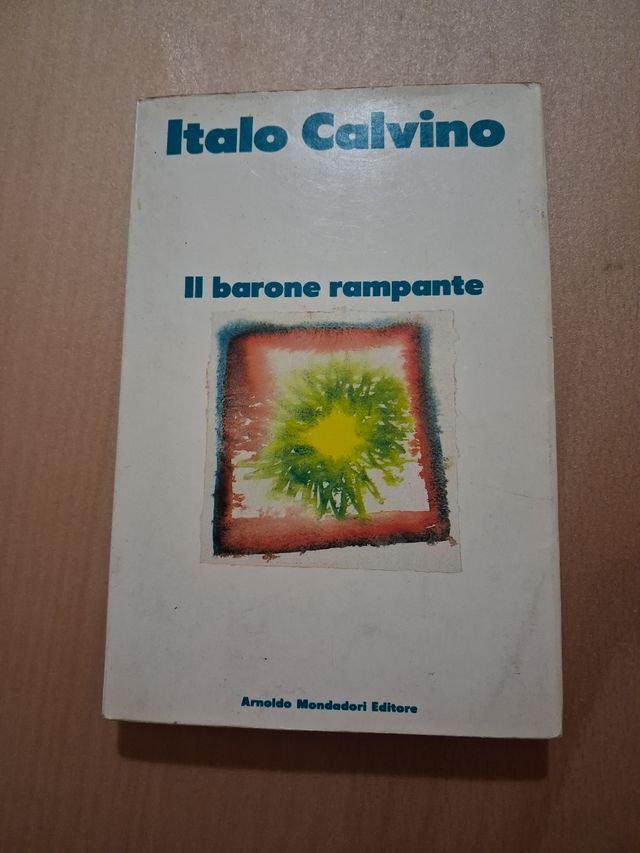 Italo Calvino
Il barone rampante
Arnoldo Mondadori Editore